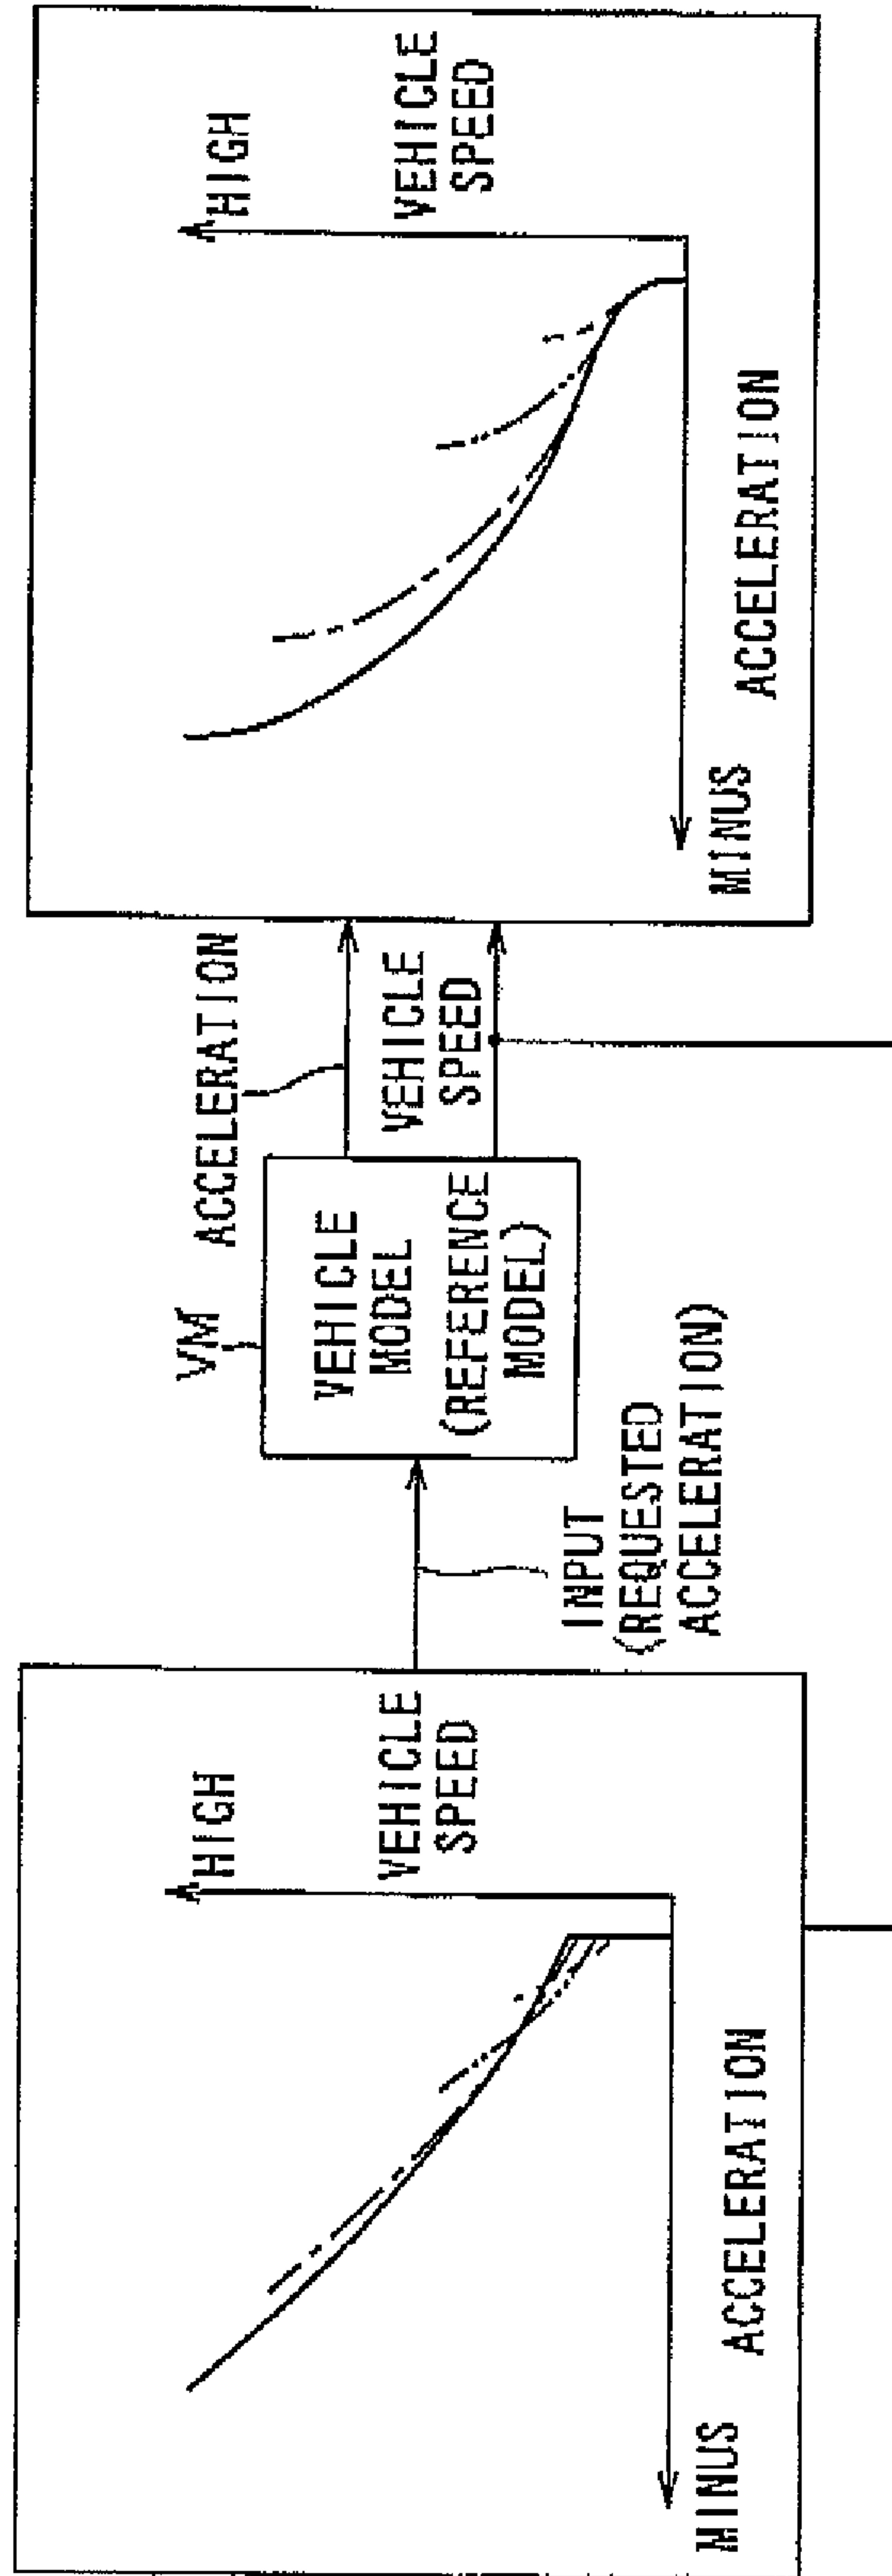 HIGH
VEHICLE
SPEED
MINUS
ACCELERATION
INPUT
(REQUESTED
ACCELERATION)
VM
VEHICLE
MODEL
(REFERENCE
MODEL)
ACCELERATION
VEHICLE
SPEED
HIGH
VEHICLE
SPEED
MINUS
ACCELERATION